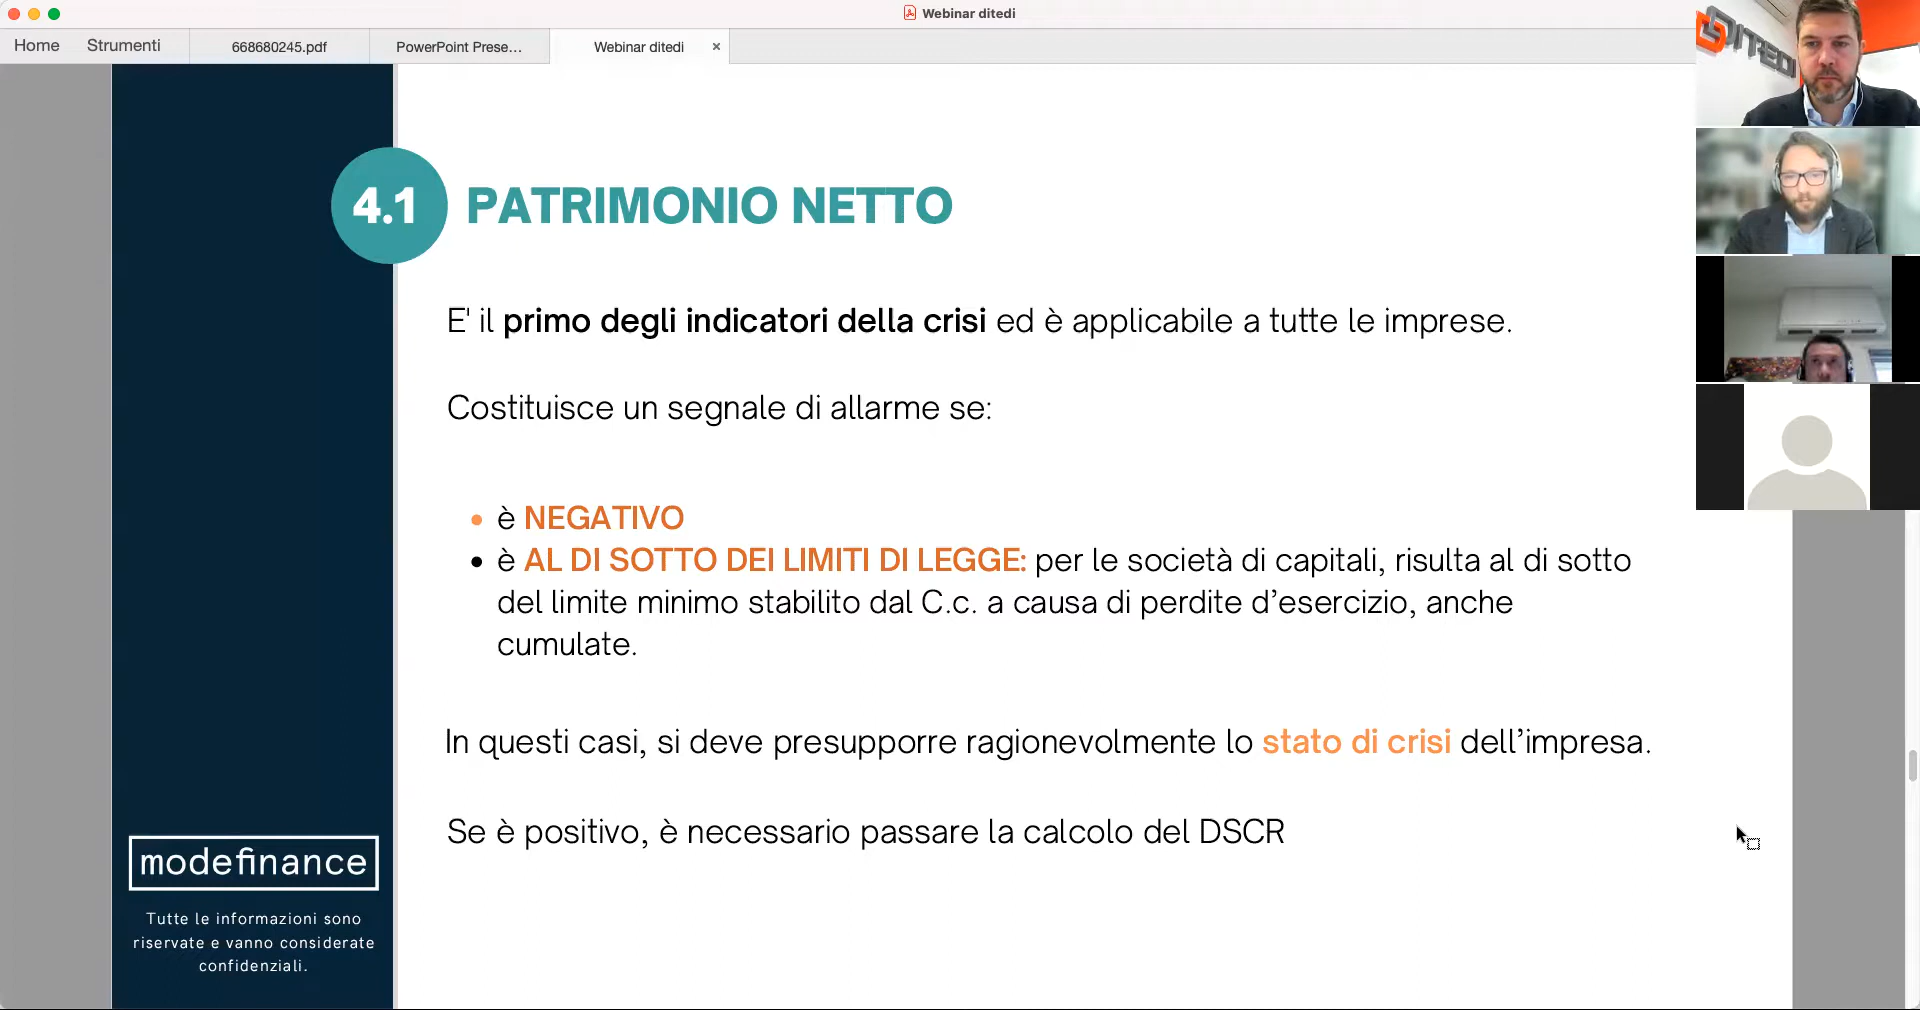 Webinar ditedi
Home
Strumenti
668680245.pdf
PowerPoint Prese...
Webinar ditedi
×
DITEDI
4.1
PATRIMONIO NETTO
E' il primo degli indicatori della crisi ed è applicabile a tutte le imprese.
Costituisce un segnale di allarme se:
• è NEGATIVO
• è AL DI SOTTO DEI LIMITI DI LEGGE: per le società di capitali, risulta al di sotto
del limite minimo stabilito dal C.c. a causa di perdite d’esercizio, anche
cumulate.
In questi casi, si deve presupporre ragionevolmente lo stato di crisi dell’impresa.
Se è positivo, è necessario passare la calcolo del DSCR
modefinance
Tutte le informazioni sono
riservate e vanno considerate
confidenziali.